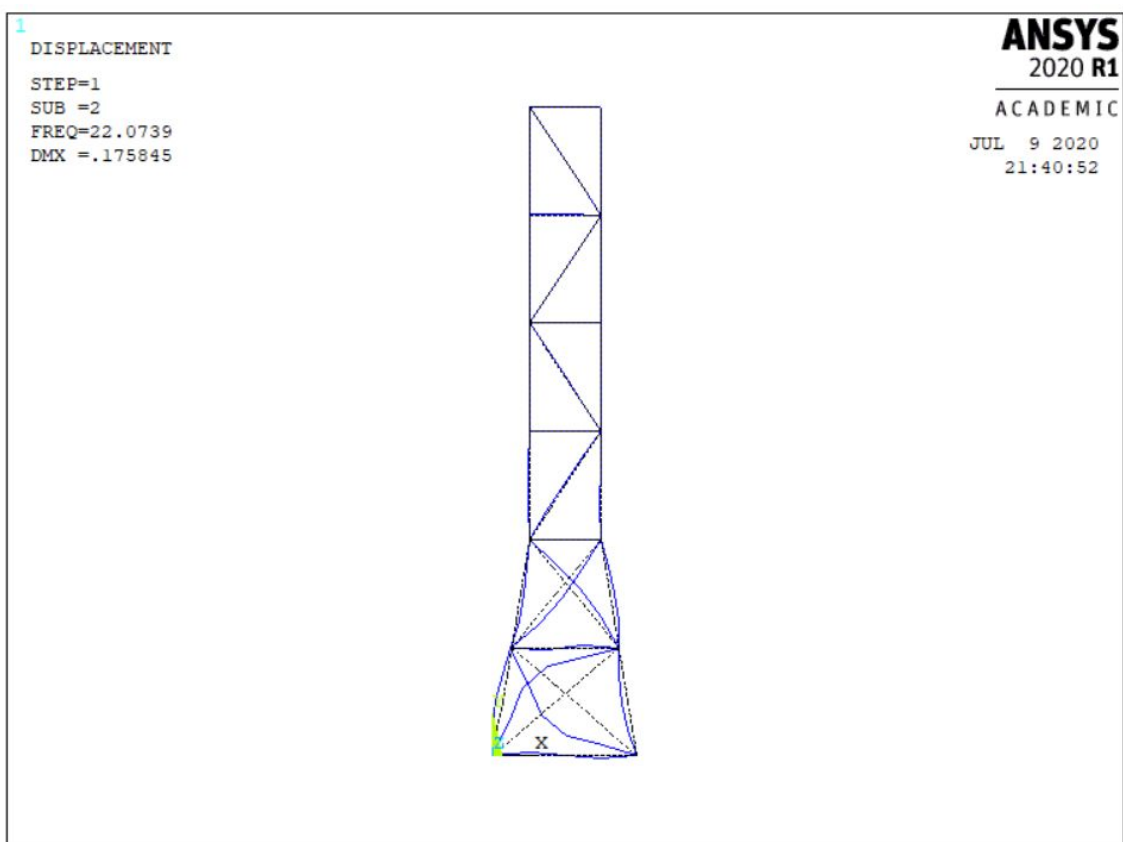 1
DISPLACEMENT
STEP=1
SUB =2
FREQ=22.0739
DMX =.175845
ANSYS
2020 R1
ACADEMIC
JUL 9 2020
21:40:52
X